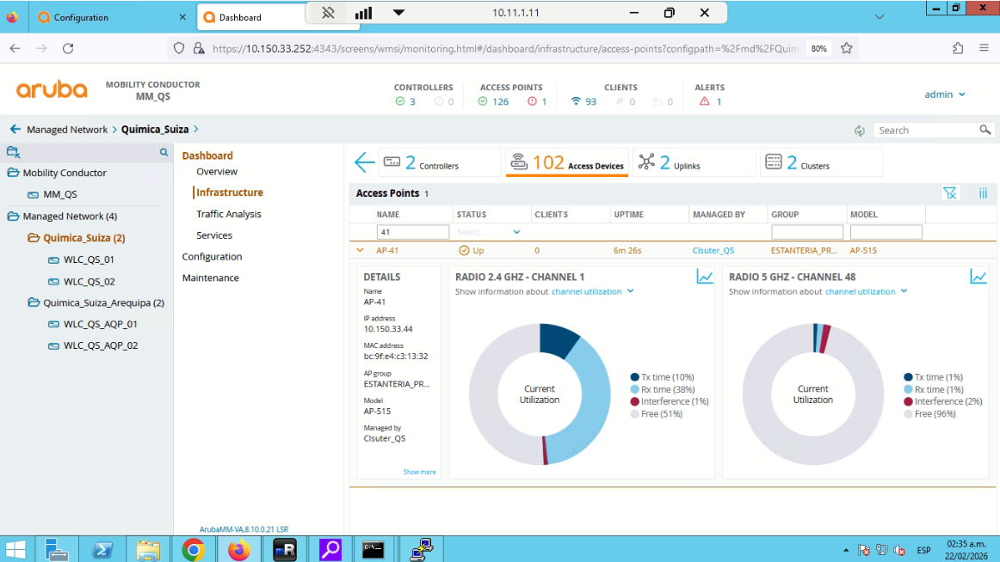 Configuration
Dashboard
10.11.1.11
https://10.150.33.252:4343/screens/wmsi/monitoring.html#/dashboard/infrastructure/access-points?configpath=%2Fmd%2FQuim
80%
aruba
MOBILITY CONDUCTOR
MM_QS
CONTROLLERS
3 0
ACCESS POINTS
126 1
CLIENTS
93 0 0
ALERTS
1
admin
Managed Network > Quimica_Suiza >
Search
Mobility Conductor
MM_QS
Managed Network (4)
Quimica_Suiza (2)
WLC_QS_01
WLC_QS_02
Quimica_Suiza_Arequipa (2)
WLC_QS_AQP_01
WLC_QS_AQP_02
Dashboard
Overview
Infrastructure
Traffic Analysis
Services
Configuration
Maintenance
ArubaMM-VA,8.10.0.21 LSR
2 Controllers
102 Access Devices
2 Uplinks
2 Clusters
Access Points 1
NAME STATUS CLIENTS UPTIME MANAGED BY GROUP MODEL
41 Select...
AP-41 Up 0 6m 26s Clsuter_QS ESTANTERIA_PR... AP-515
DETAILS
Name
AP-41
IP address
10.150.33.44
MAC address
bc:9f:e4:c3:13:32
AP group
ESTANTERIA_PR...
Model
AP-515
Managed by
Clsuter_QS
Show more
RADIO 2.4 GHZ - CHANNEL 1
Show information about channel utilization
Current
Utilization
Tx time (10%)
Rx time (38%)
Interference (1%)
Free (51%)
RADIO 5 GHZ - CHANNEL 48
Show information about channel utilization
Current
Utilization
Tx time (1%)
Rx time (1%)
Interference (2%)
Free (96%)
ESP
02:35 a.m.
22/02/2026